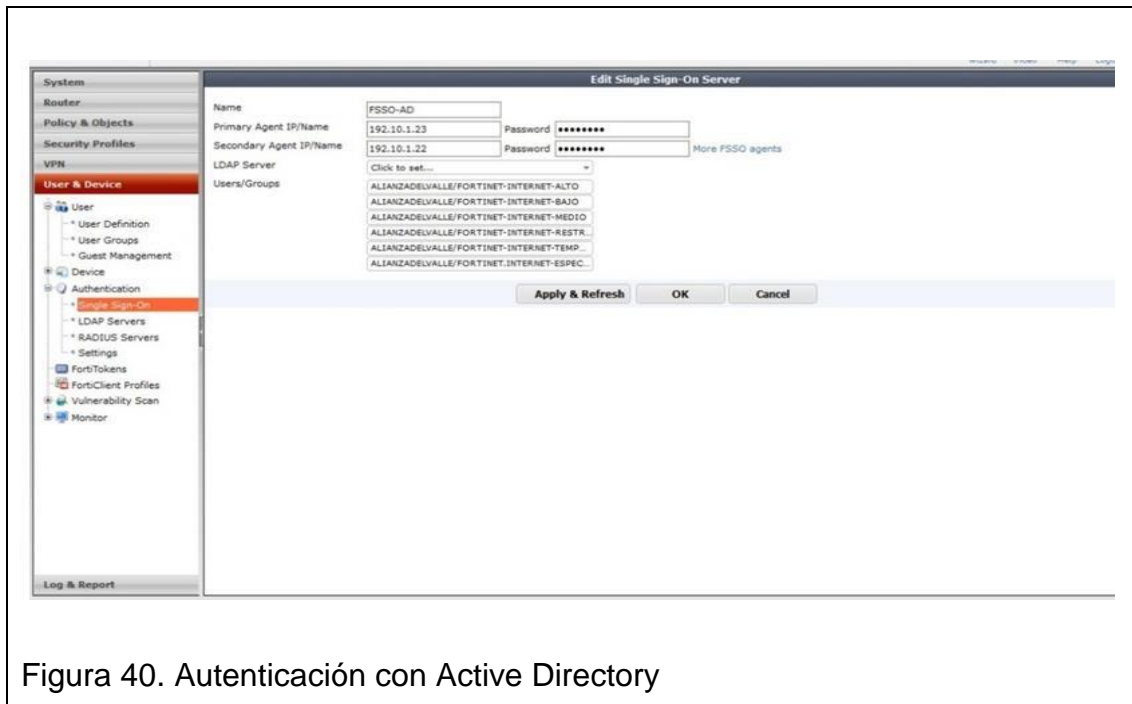 Edit Single Sign-On Server
System
Router
Policy & Objects
Security Profiles
VPN
User & Device
User
* User Definition
* User Groups
* Guest Management
Device
Authentication
* Single Sign-On
* LDAP Servers
* RADIUS Servers
* Settings
FortiTokens
FortiClient Profiles
Vulnerability Scan
Monitor
Log & Report
Name FSSO-AD
Primary Agent IP/Name 192.10.1.23 Password ••••••••
Secondary Agent IP/Name 192.10.1.22 Password •••••••• More FSSO agents
LDAP Server Click to set...
Users/Groups ALIANZADELVALLE/FORTINET-INTERNET-ALTO
ALIANZADELVALLE/FORTINET-INTERNET-BAJO
ALIANZADELVALLE/FORTINET-INTERNET-MEDIO
ALIANZADELVALLE/FORTINET-INTERNET-RESTR...
ALIANZADELVALLE/FORTINET-INTERNET-TEMP...
ALIANZADELVALLE/FORTINET.INTERNET-ESPEC...
Apply & Refresh OK Cancel
Figura 40. Autenticación con Active Directory